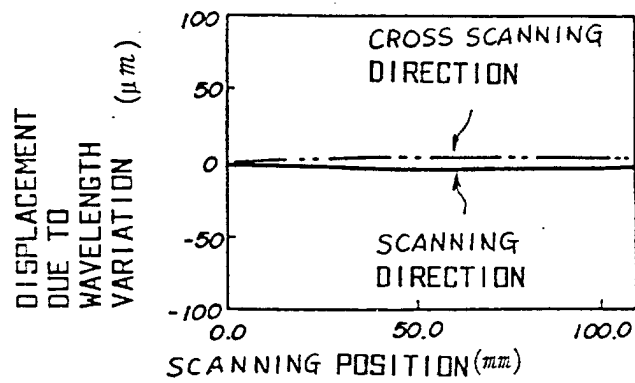 100
50
0
-50
-100
DISPLACEMENT
DUE TO
WAVELENGTH
VARIATION (μm)
CROSS SCANNING
DIRECTION
SCANNING
DIRECTION
0.0 50.0 100.0
SCANNING POSITION (mm)